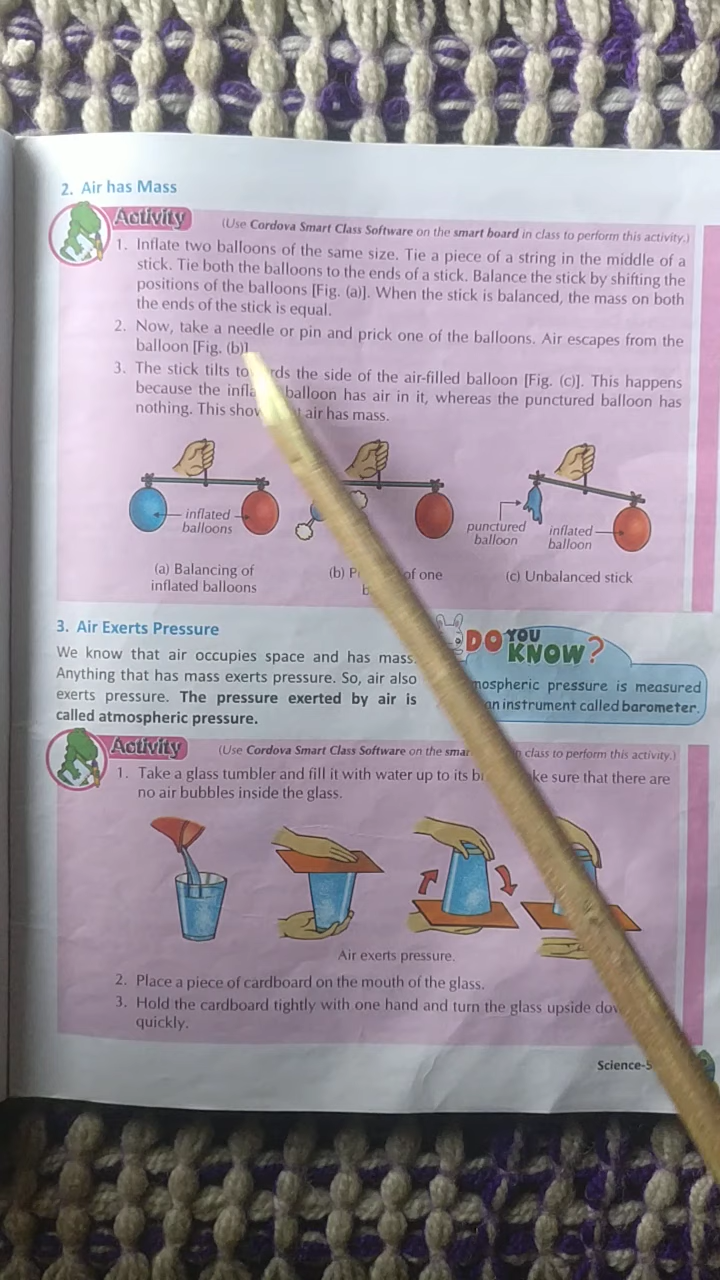 2. Air has Mass
Activity
(Use Cordova Smart Class Software on the smart board in class to perform this activity.)
1. Inflate two balloons of the same size. Tie a piece of a string in the middle of a
stick. Tie both the balloons to the ends of a stick. Balance the stick by shifting the
positions of the balloons [Fig. (a)]. When the stick is balanced, the mass on both
the ends of the stick is equal.
2. Now, take a needle or pin and prick one of the balloons. Air escapes from the
balloon [Fig. (b)].
3. The stick tilts the side of the air-filled balloon [Fig. (c)]. This happens
because the balloon has air in it, whereas the punctured balloon has
nothing. This air has mass.
inflated
balloons
punctured
balloon
inflated
balloon
(a) Balancing of
inflated balloons
(b) of one
(c) Unbalanced stick
3. Air Exerts Pressure
We know that air occupies space and has mass.
Anything that has mass exerts pressure. So, air also
exerts pressure. The pressure exerted by air is
called atmospheric pressure.
DO YOU KNOW?
pressure is measured
an instrument called barometer.
Activity
(Use Cordova Smart Class Software on the class to perform this activity.)
1. Take a glass tumbler and fill it with water up to its sure that there are
no air bubbles inside the glass.
Air exerts pressure.
2. Place a piece of cardboard on the mouth of the glass.
3. Hold the cardboard tightly with one hand and turn the glass upside
quickly.
Science-5